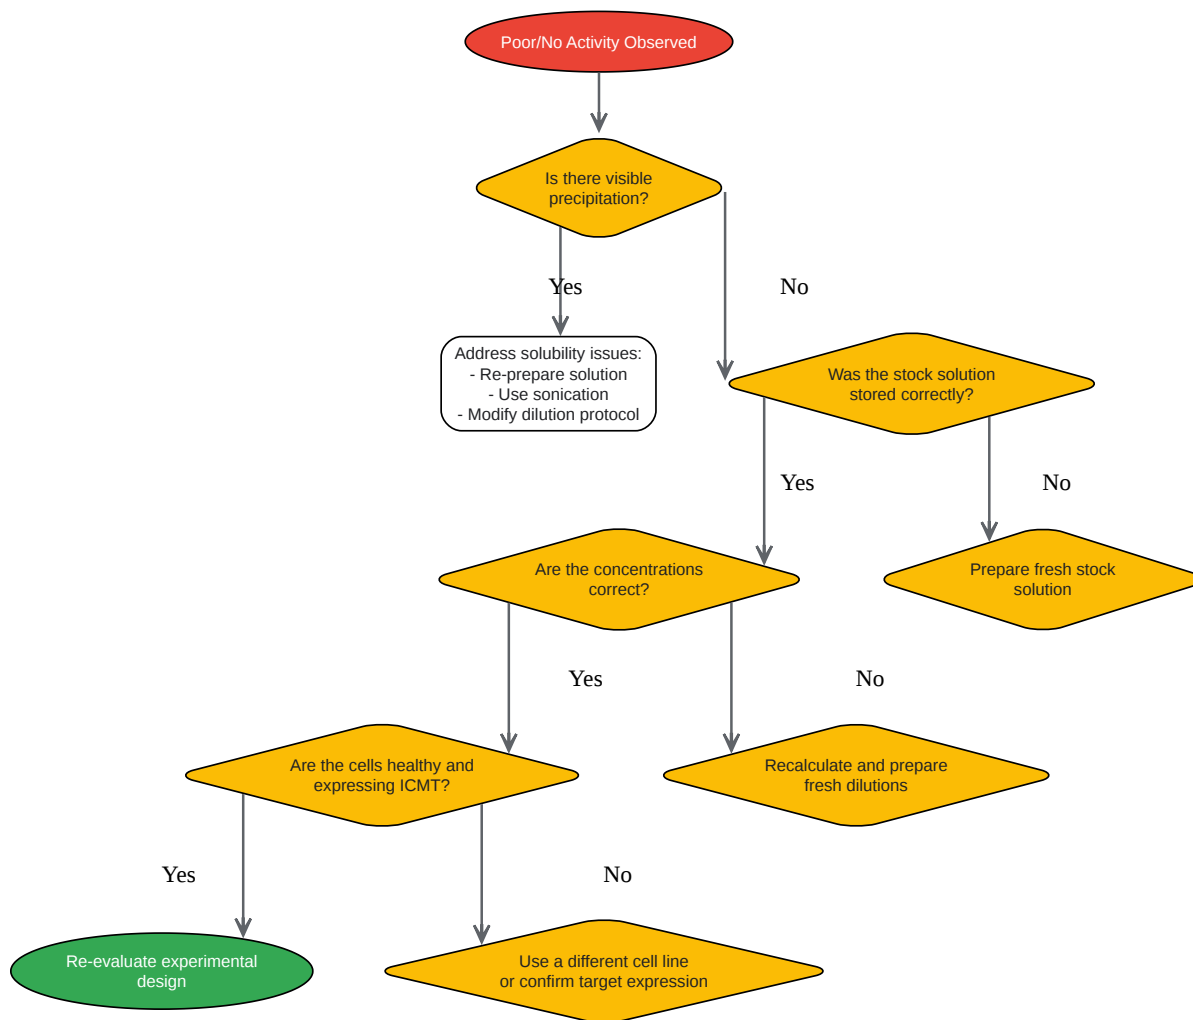 Poor/No Activity Observed
Is there visible
precipitation?
Yes
No
Address solubility issues:
- Re-prepare solution
- Use sonication
- Modify dilution protocol
Was the stock solution
stored correctly?
Yes
No
Are the concentrations
correct?
Prepare fresh stock
solution
Yes
No
Are the cells healthy and
expressing ICMT?
Recalculate and prepare
fresh dilutions
Yes
No
Re-evaluate experimental
design
Use a different cell line
or confirm target expression